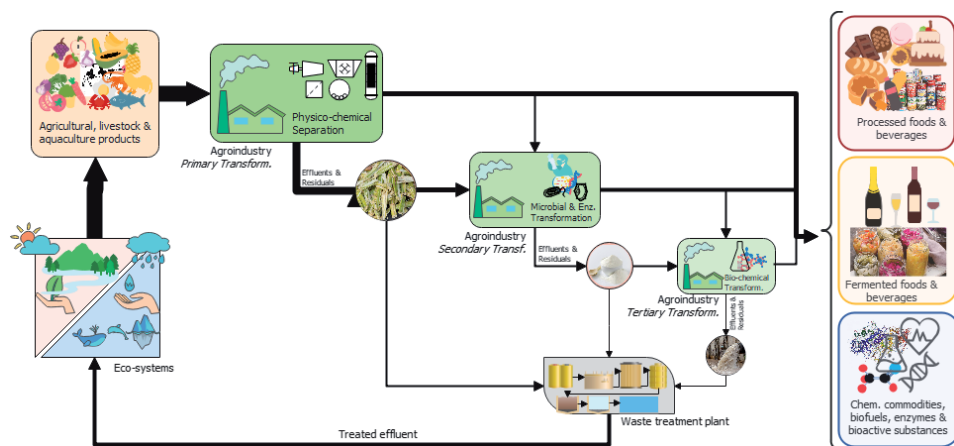 Agricultural, livestock &
aquaculture products
Physico-chemical
Separation
Agroindustry
Primary Transform.
Effluents &
Residuals
Microbial & Enz.
Transformation
Agroindustry
Secondary Transf.
Effluents &
Residuals
Bio-chemical
Transform.
Agroindustry
Tertiary Transform.
Effluents &
Residuals
Eco-systems
Waste treatment plant
Treated effluent
Processed foods &
beverages
Fermented foods &
beverages
Chem. commodities,
biofuels, enzymes &
bioactive substances